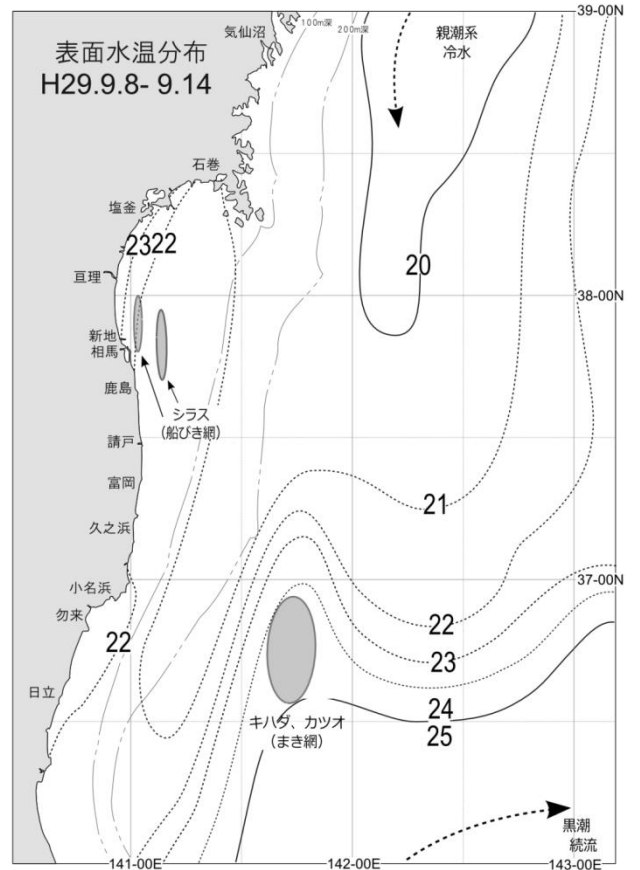 39-00N
気仙沼
100m深
200m深
親潮系
冷水
表面水温分布
H29.9.8- 9.14
石巻
塩釜
23
22
20
亘理
38-00N
新地
相馬
鹿島
シラス
(船びき網)
請戸
21
富岡
久之浜
37-00N
小名浜
勿来
22
22
23
日立
24
キハダ、カツオ
(まき網)
25
黒潮
続流
141-00E
142-00E
143-00E